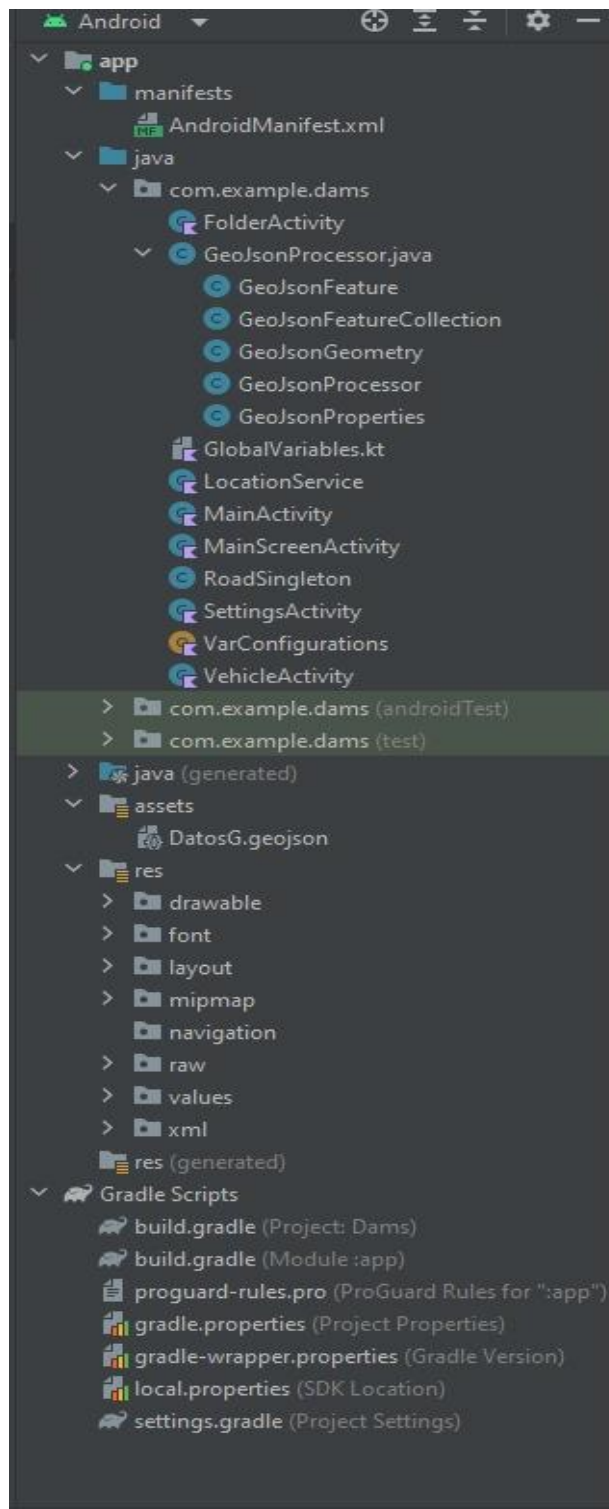 Android
app
manifests
MF AndroidManifest.xml
java
com.example.dams
FolderActivity
C GeoJsonProcessor.java
C GeoJsonFeature
C GeoJsonFeatureCollection
C GeoJsonGeometry
C GeoJsonProcessor
C GeoJsonProperties
GlobalVariables.kt
LocationService
MainActivity
MainScreenActivity
C RoadSingleton
SettingsActivity
VarConfigurations
VehicleActivity
com.example.dams (androidTest)
com.example.dams (test)
java (generated)
assets
DatosG.geojson
res
drawable
font
layout
mipmap
navigation
raw
values
xml
res (generated)
Gradle Scripts
build.gradle (Project: Dams)
build.gradle (Module :app)
proguard-rules.pro (ProGuard Rules for ":app")
gradle.properties (Project Properties)
gradle-wrapper.properties (Gradle Version)
local.properties (SDK Location)
settings.gradle (Project Settings)